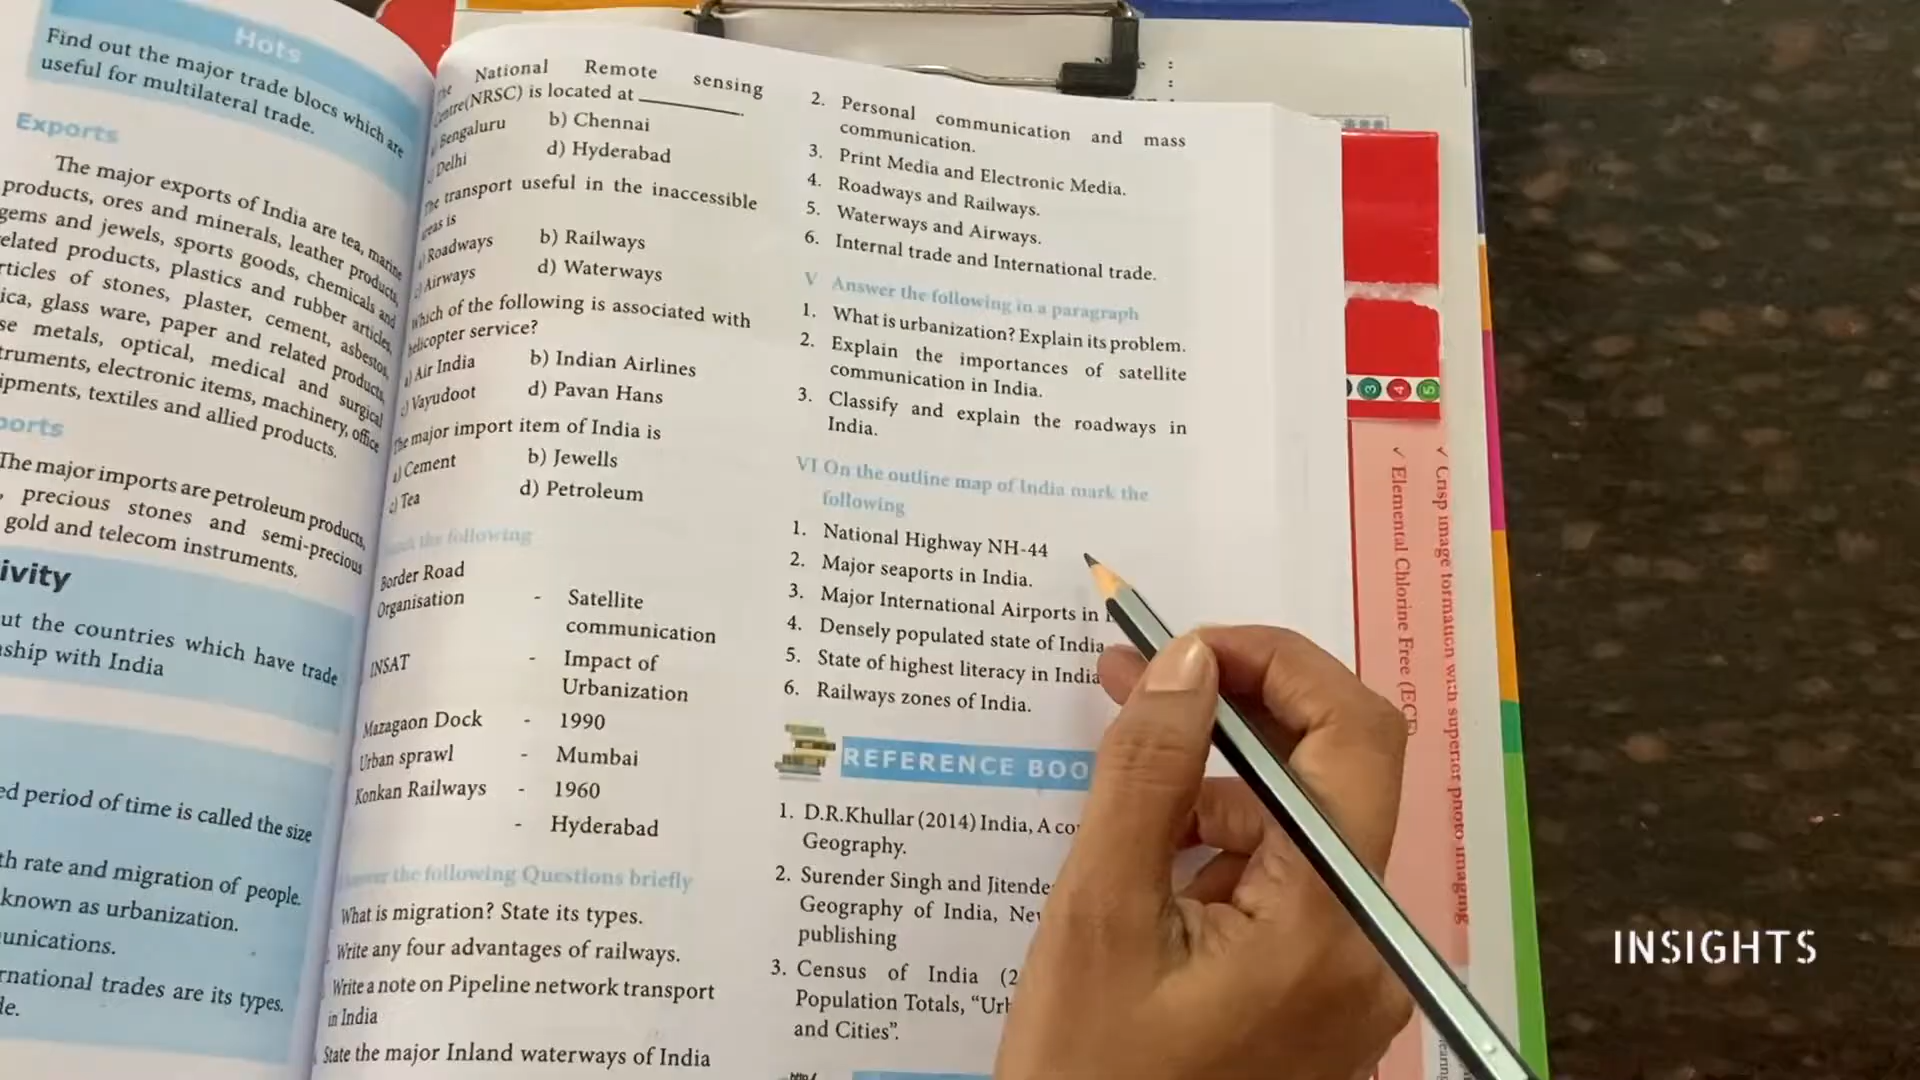 Hots
Find out the major trade blocs which are
useful for multilateral trade.
Exports
The major exports of India are tea, marine
products, ores and minerals, leather products,
gems and jewels, sports goods, chemicals and
related products, plastics and rubber articles,
rticles of stones, plaster, cement, asbestos,
ica, glass ware, paper and related products,
se metals, optical, medical and surgical
truments, electronic items, machinery, office
ipments, textiles and allied products.
ports
The major imports are petroleum products,
, precious stones and semi-precious
gold and telecom instruments.
ivity
ut the countries which have trade
ship with India
ed period of time is called the size
th rate and migration of people.
known as urbanization.
unications.
rnational trades are its types.
le.
The National Remote sensing
Centre(NRSC) is located at ________.
a) Bengaluru b) Chennai
c) Delhi d) Hyderabad
The transport useful in the inaccessible
areas is
a) Roadways b) Railways
c) Airways d) Waterways
Which of the following is associated with
helicopter service?
a) Air India b) Indian Airlines
c) Vayudoot d) Pavan Hans
The major import item of India is
a) Cement b) Jewells
c) Tea d) Petroleum
the following
Border Road
Organisation - Satellite
communication
INSAT - Impact of
Urbanization
Mazagaon Dock - 1990
Urban sprawl - Mumbai
Konkan Railways - 1960
- Hyderabad
the following Questions briefly
What is migration? State its types.
Write any four advantages of railways.
Write a note on Pipeline network transport
in India
State the major Inland waterways of India
2. Personal communication and mass
communication.
3. Print Media and Electronic Media.
4. Roadways and Railways.
5. Waterways and Airways.
6. Internal trade and International trade.
V Answer the following in a paragraph
1. What is urbanization? Explain its problem.
2. Explain the importances of satellite
communication in India.
3. Classify and explain the roadways in
India.
VI On the outline map of India mark the
following
1. National Highway NH-44
2. Major seaports in India.
3. Major International Airports in I
4. Densely populated state of India
5. State of highest literacy in India
6. Railways zones of India.
REFERENCE BOO
1. D.R.Khullar (2014) India, A co
Geography.
2. Surender Singh and Jitende
Geography of India, Nev
publishing
3. Census of India (2
Population Totals, "Url
and Cities".
http:/
3 4 5
✓ Crisp image formation with superior photo imaging
✓ Elemental Chlorine Free (ECF)
INSIGHTS